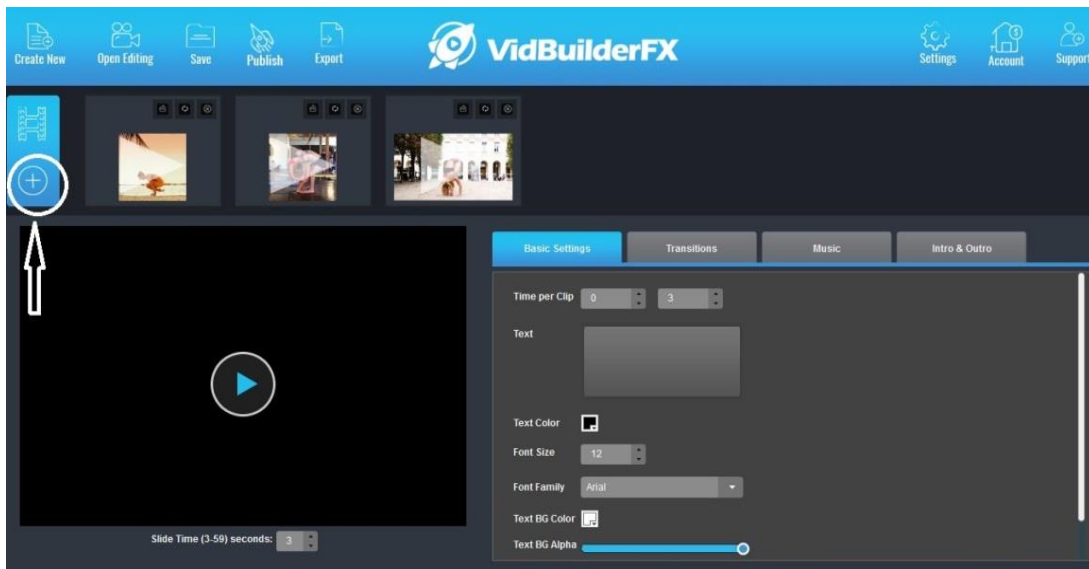 Create New
Open Editing
Save
Publish
Export
VidBuilderFX
Settings
Account
Support
Basic Settings
Transitions
Music
Intro & Outro
Time per Clip 0 3
Text
Text Color
Font Size 12
Font Family Arial
Text BG Color
Text BG Alpha
Slide Time (3-59) seconds: 3